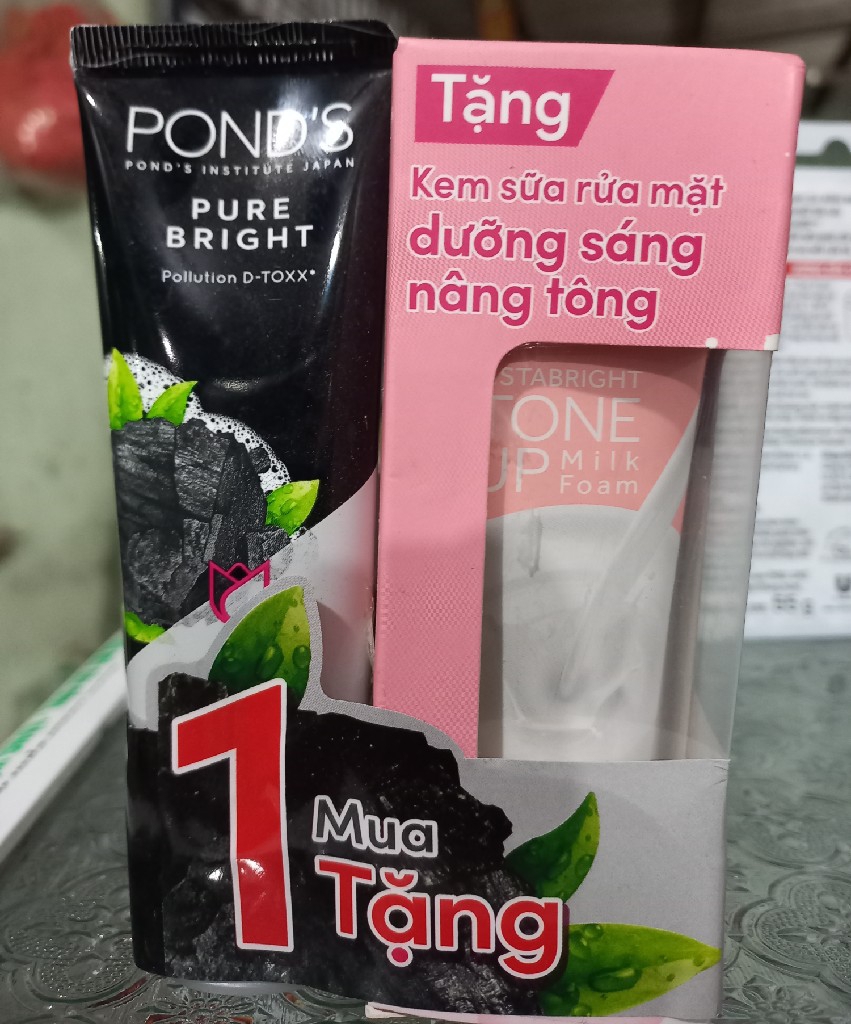 POND'S
POND'S INSTITUTE JAPAN
PURE
BRIGHT
Pollution D-TOXX*
Tặng
Kem sữa rửa mặt
dưỡng sáng
nâng tông
STABRIGHT
TONE
UP Milk
Foam
1 Mua
Tặng